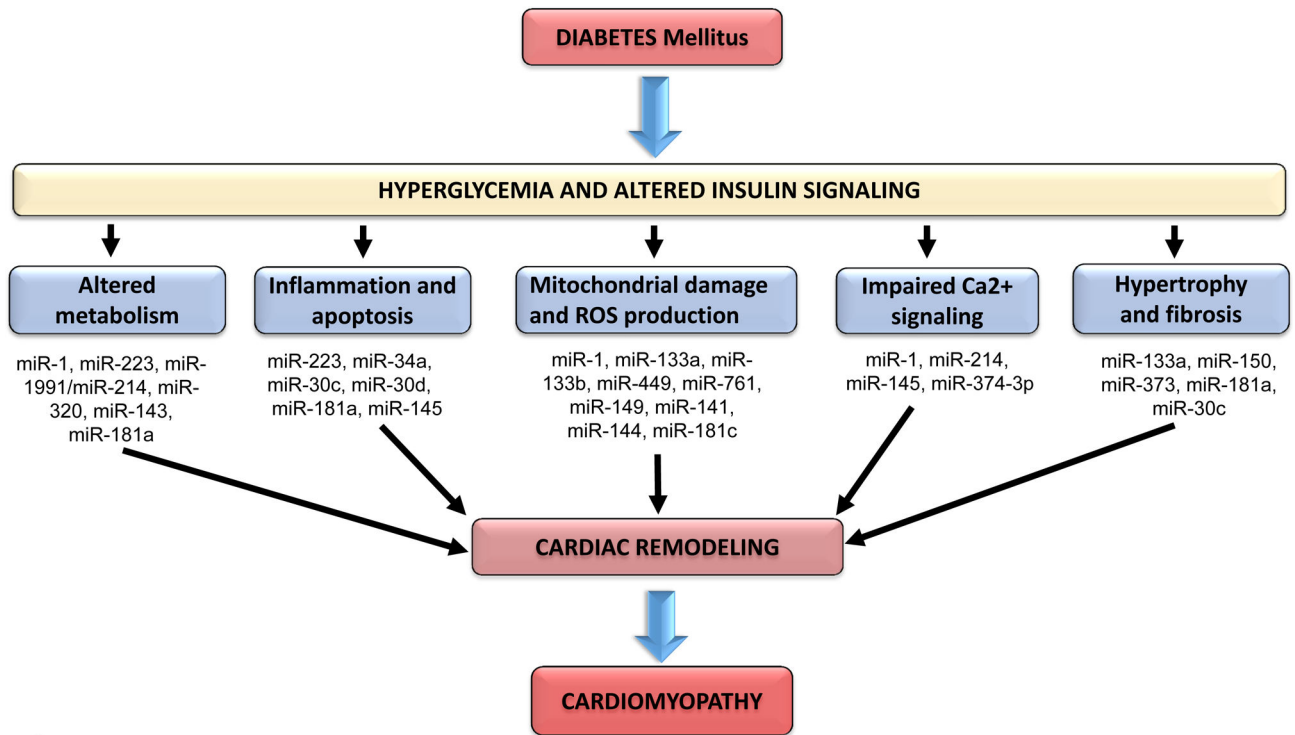 DIABETES Mellitus
HYPERGLYCEMIA AND ALTERED INSULIN SIGNALING
Altered
metabolism
miR-1, miR-223, miR-
1991/miR-214, miR-
320, miR-143,
miR-181a
Inflammation and
apoptosis
miR-223, miR-34a,
miR-30c, miR-30d,
miR-181a, miR-145
Mitochondrial damage
and ROS production
miR-1, miR-133a, miR-
133b, miR-449, miR-761,
miR-149, miR-141,
miR-144, miR-181c
Impaired Ca2+
signaling
miR-1, miR-214,
miR-145, miR-374-3p
Hypertrophy
and fibrosis
miR-133a, miR-150,
miR-373, miR-181a,
miR-30c
CARDIAC REMODELING
CARDIOMYOPATHY